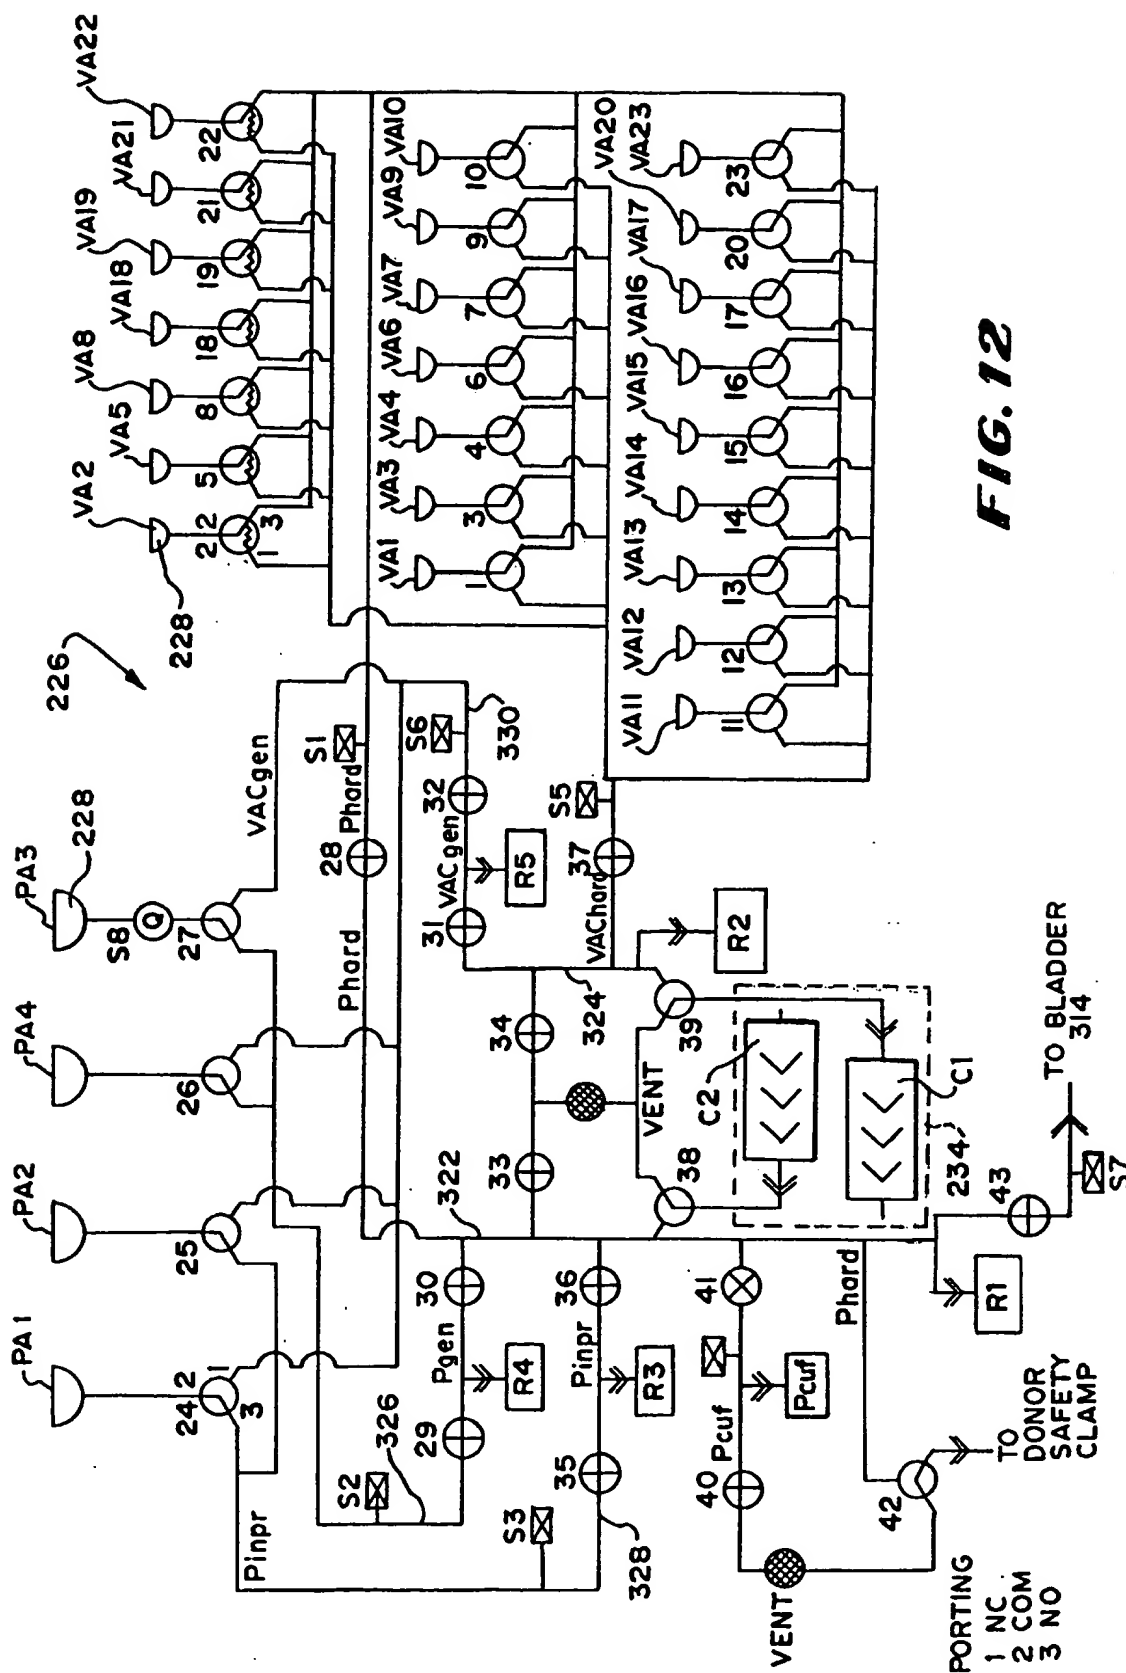 PA1
PA2
PA4
PA3
228
226
228
VA2
VA5
VA8
VA18
VA19
VA21
VA22
S8
Q
24
2
1
3
25
26
27
VACgen
2
2
1
3
5
8
18
19
21
22
Pinpr
S2
326
Phard
28
Phard
S1
29
Pgen
30
322
R4
31
VACgen
32
S6
330
R5
VA1
VA3
VA4
VA6
VA7
VA9
VA10
1
3
4
6
7
9
10
S3
328
35
Pinpr
36
R3
33
34
324
VAChard
37
S5
VENT
38
39
R2
VA11
VA12
VA13
VA14
VA15
VA16
VA17
VA20
VA23
11
12
13
14
15
16
17
20
23
VENT
40
Pcuf
41
Pcuf
C2
C1
234
Phard
42
TO
DONOR
SAFETY
CLAMP
R1
43
S7
TO BLADDER
314
PORTING
1 NC
2 COM
3 NO
FIG. 12